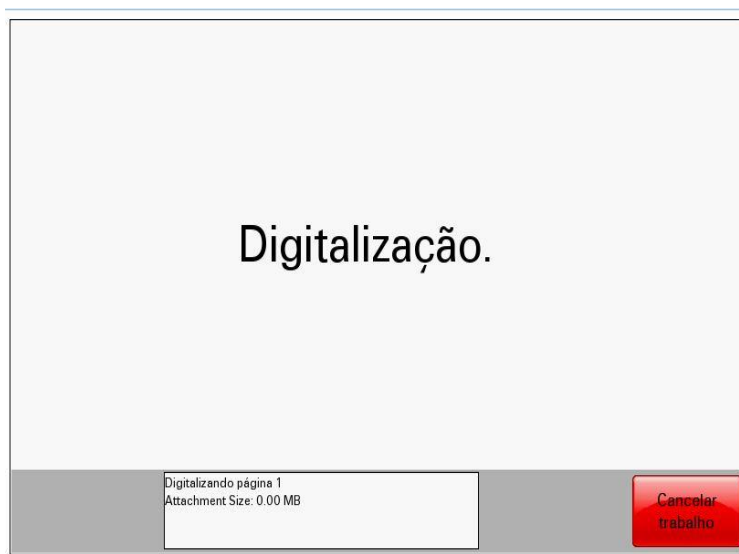 Digitalização.
Digitalizando página 1
Attachment Size: 0.00 MB
Cancelar
trabalho